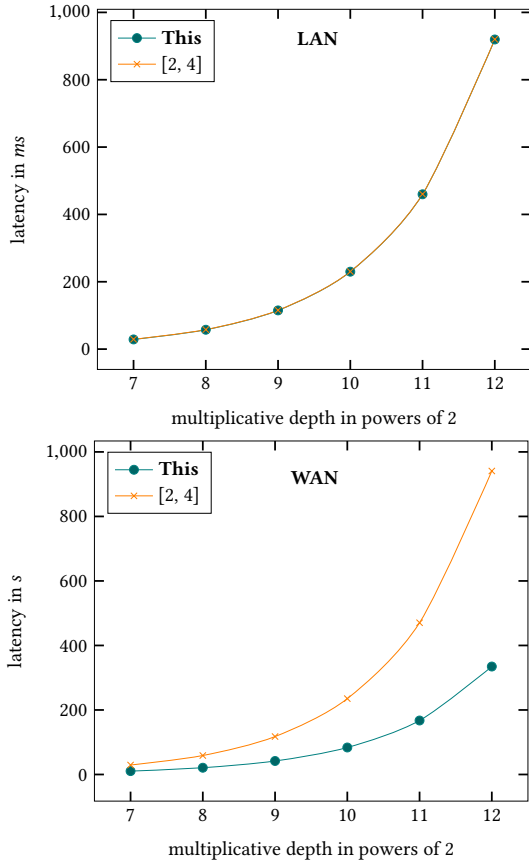 1,000
800
600
400
200
0
latency in ms
This
[2, 4]
LAN
7 8 9 10 11 12
multiplicative depth in powers of 2
1,000
800
600
400
200
0
latency in s
This
[2, 4]
WAN
7 8 9 10 11 12
multiplicative depth in powers of 2